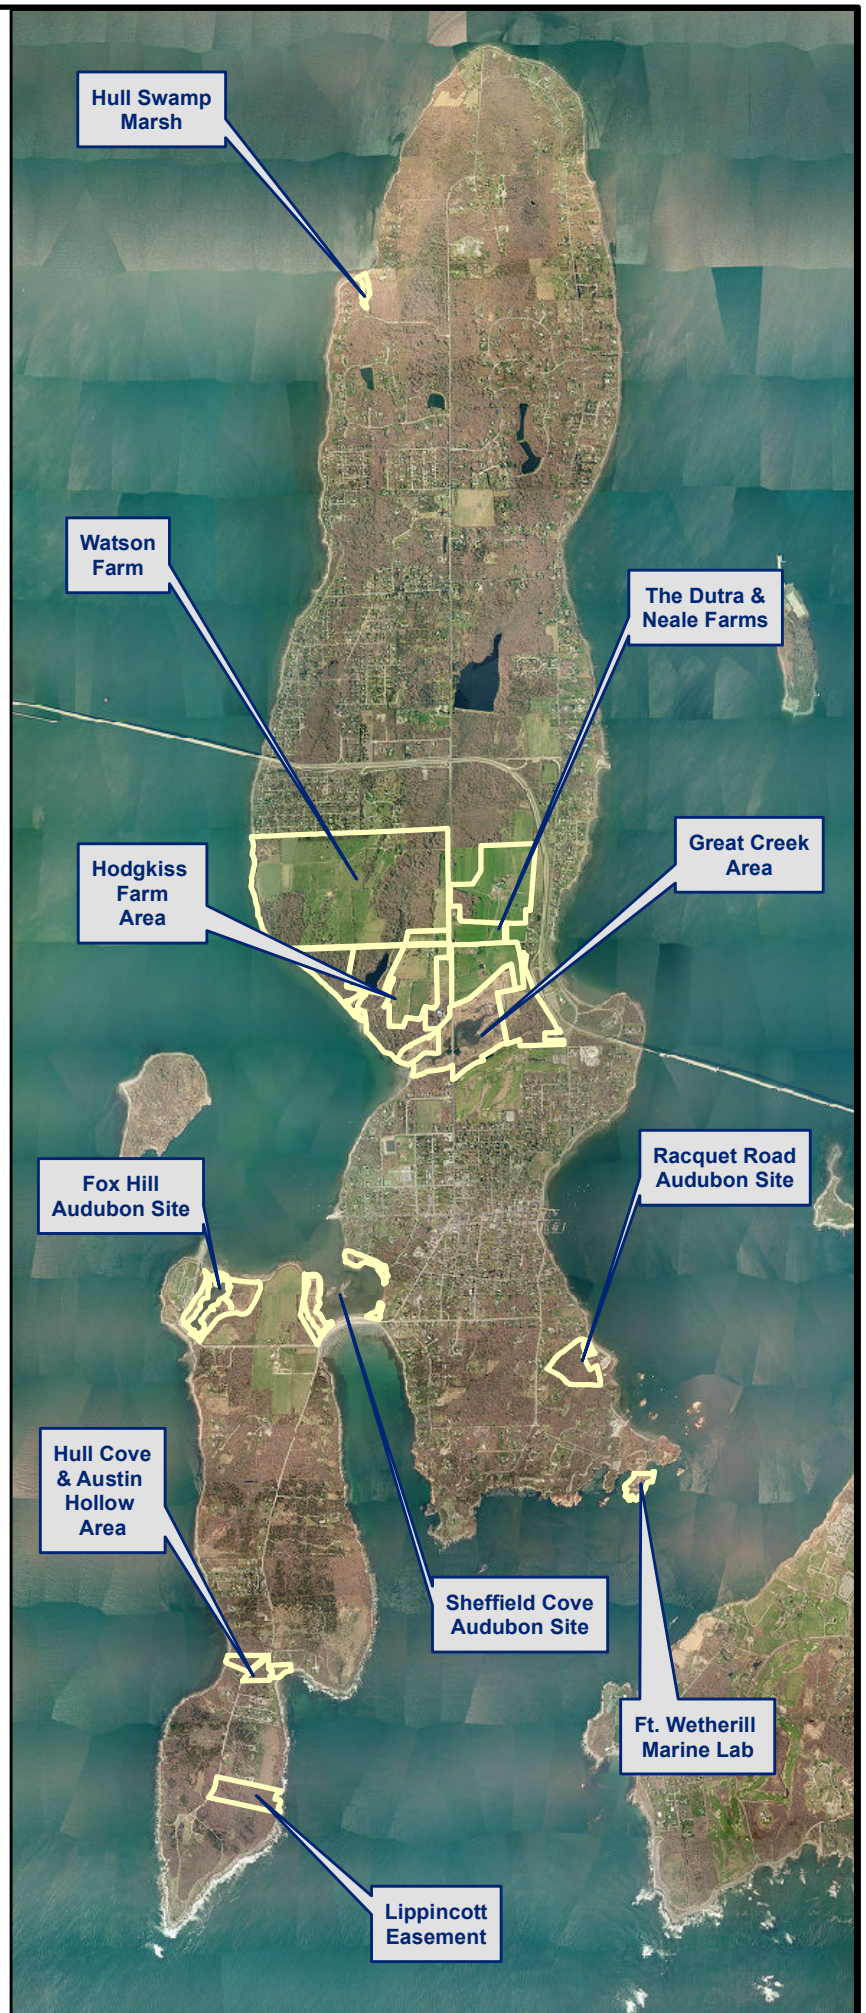 Hull Swamp
Marsh
Watson
Farm
The Dutra &
Neale Farms
Great Creek
Area
Hodgkiss
Farm
Area
Racquet Road
Audubon Site
Fox Hill
Audubon Site
Hull Cove
& Austin
Hollow
Area
Sheffield Cove
Audubon Site
Ft. Wetherill
Marine Lab
Lippincott
Easement